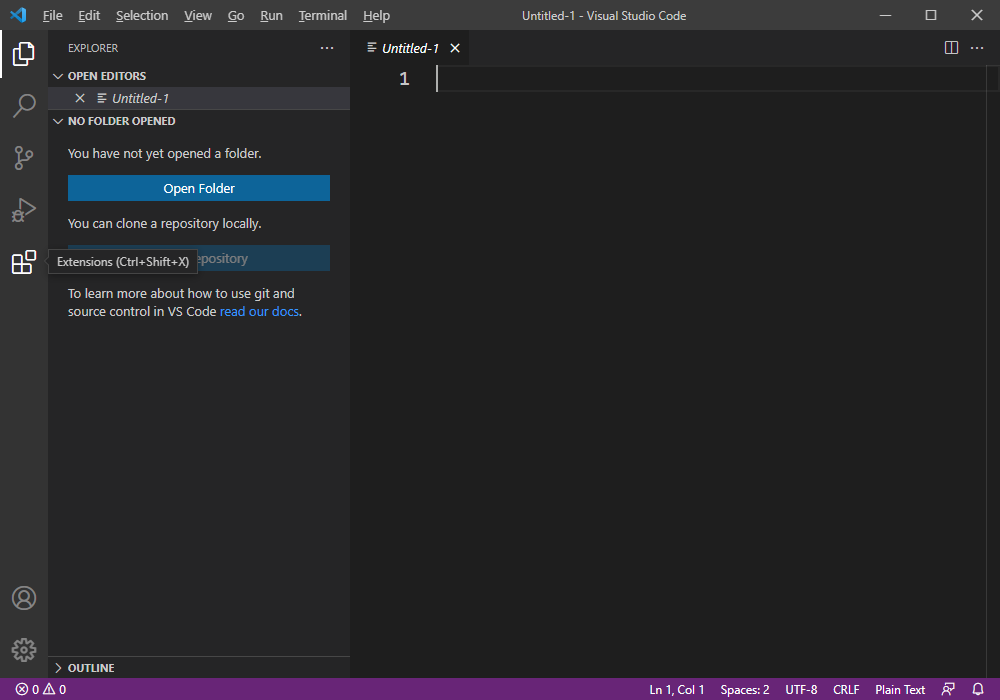 File Edit Selection View Go Run Terminal Help
Untitled-1 - Visual Studio Code
EXPLORER
OPEN EDITORS
Untitled-1
NO FOLDER OPENED
You have not yet opened a folder.
Open Folder
You can clone a repository locally.
Extensions (Ctrl+Shift+X)
epository
To learn more about how to use git and
source control in VS Code read our docs.
OUTLINE
Untitled-1
1
0 0
Ln 1, Col 1 Spaces: 2 UTF-8 CRLF Plain Text